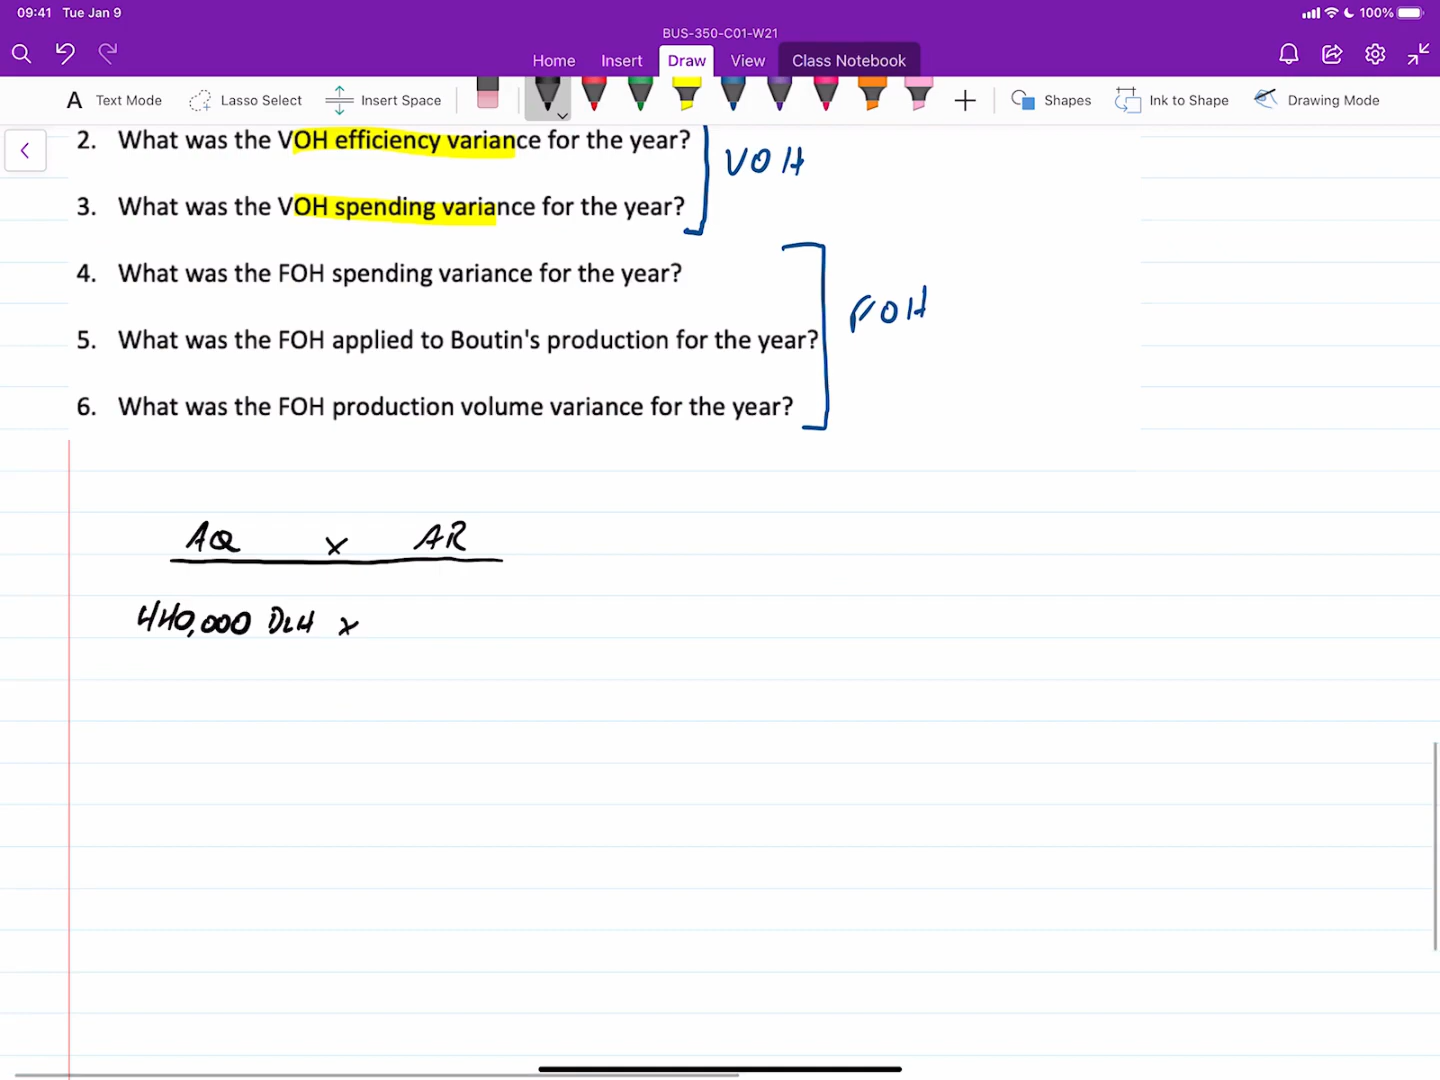 09:41 Tue Jan 9
100%
BUS-350-C01-W21
Home Insert Draw View Class Notebook
A Text Mode Lasso Select Insert Space Shapes Ink to Shape Drawing Mode
2. What was the VOH efficiency variance for the year?
VOH
3. What was the VOH spending variance for the year?
4. What was the FOH spending variance for the year?
FOH
5. What was the FOH applied to Boutin's production for the year?
6. What was the FOH production volume variance for the year?
AQ x AR
440,000 DLH x